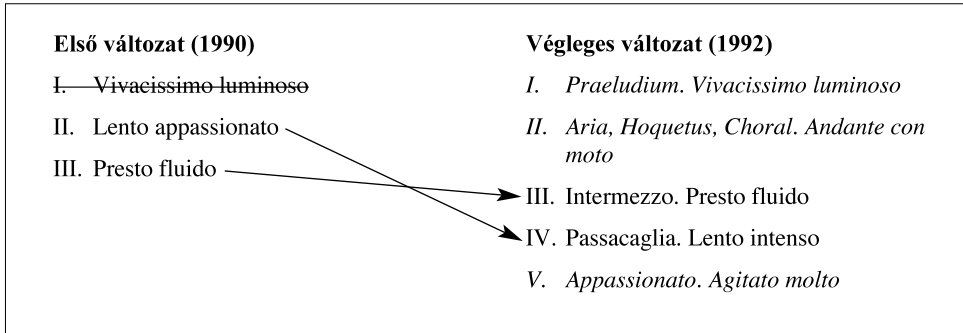 Első változat (1990)
I. Vivacissimo luminoso
II. Lento appassionato
III. Presto fluido
Végleges változat (1992)
I. Praeludium. Vivacissimo luminoso
II. Aria, Hoquetus, Choral. Andante con
moto
III. Intermezzo. Presto fluido
IV. Passacaglia. Lento intenso
V. Appassionato. Agitato molto